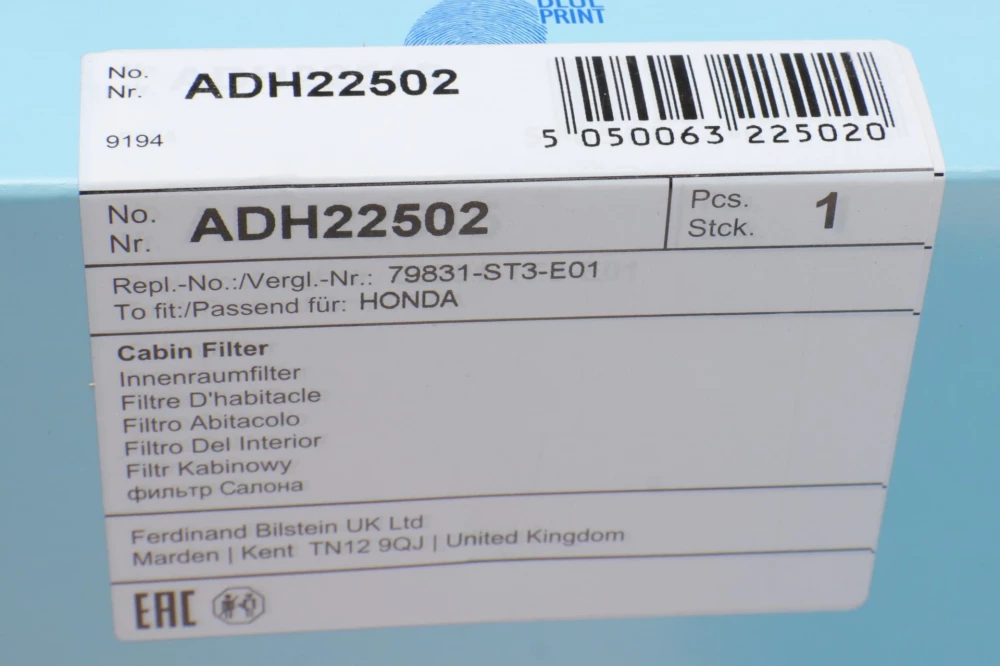 BLUE
PRINT
No.
Nr. ADH22502
9194
5 050063 225020
No.
Nr. ADH22502
Pcs.
Stck. 1
Repl.-No.:/Vergl.-Nr.: 79831-ST3-E01
To fit:/Passend für: HONDA
Cabin Filter
Innenraumfilter
Filtre D'habitacle
Filtro Abitacolo
Filtro Del Interior
Filtr Kabinowy
фильтр Салона
Ferdinand Bilstein UK Ltd
Marden | Kent TN12 9QJ | United Kingdom
EAC